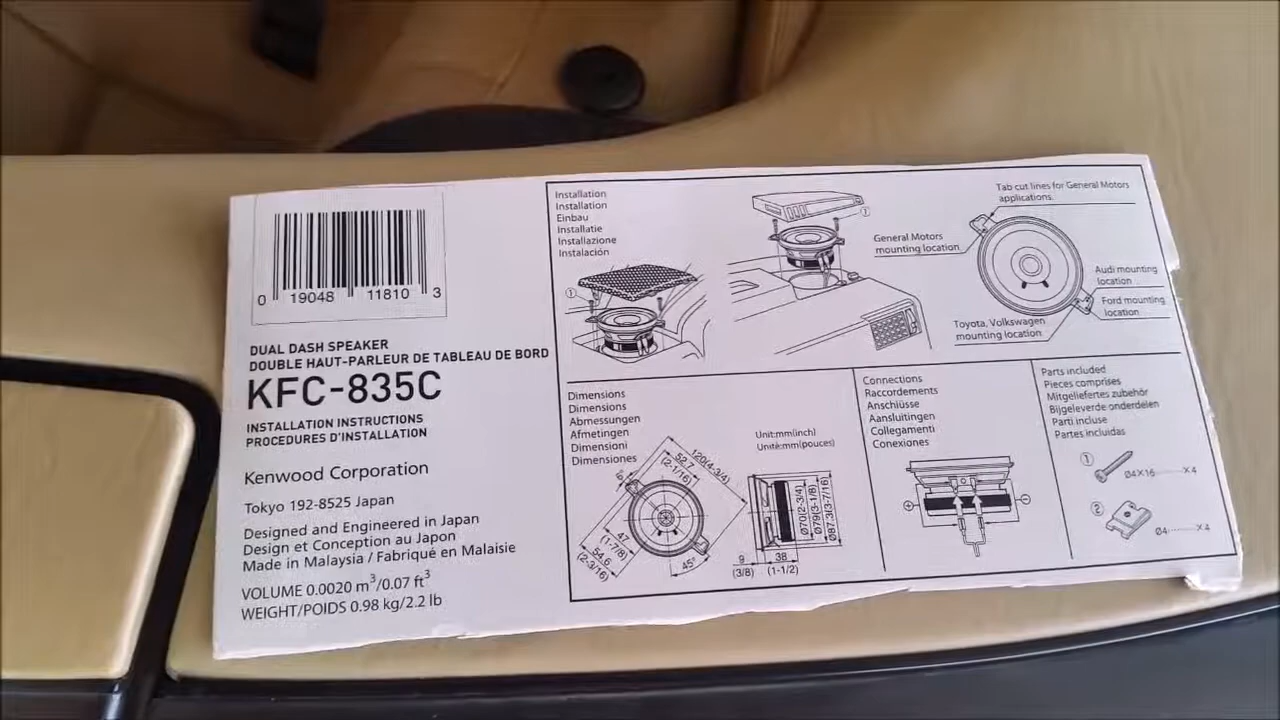 0 19048 11810 3
DUAL DASH SPEAKER
DOUBLE HAUT-PARLEUR DE TABLEAU DE BORD
KFC-835C
INSTALLATION INSTRUCTIONS
PROCEDURES D'INSTALLATION
Kenwood Corporation
Tokyo 192-8525 Japan
Designed and Engineered in Japan
Design et Conception au Japon
Made in Malaysia / Fabriqué en Malaisie
VOLUME 0.0020 m³/0.07 ft³
WEIGHT/POIDS 0.98 kg/2.2 lb
Installation
Installation
Einbau
Installatie
Installazione
Instalación
①
②
Tab cut lines for General Motors
applications.
General Motors
mounting location
Audi mounting
location
Ford mounting
location
Toyota, Volkswagen
mounting location
Dimensions
Dimensions
Abmessungen
Afmetingen
Dimensioni
Dimensiones
Unit:mm(inch)
Unité:mm(pouces)
120(4-3/4)
52.7
(2-1/16)
47
(1-7/8)
54.6
(2-3/16)
45°
Ø70(2-3/4)
Ø79(3-1/8)
Ø87.3(3-7/16)
9
(3/8)
38
(1-1/2)
Connections
Raccordements
Anschlüsse
Aansluitingen
Collegamenti
Conexiones
⊕
⊖
Parts included
Pieces comprises
Mitgeliefertes zubehör
Bijgeleverde onderdelen
Parti incluse
Partes incluidas
①
Ø4×16 ········ ×4
②
Ø4 ········ ×4